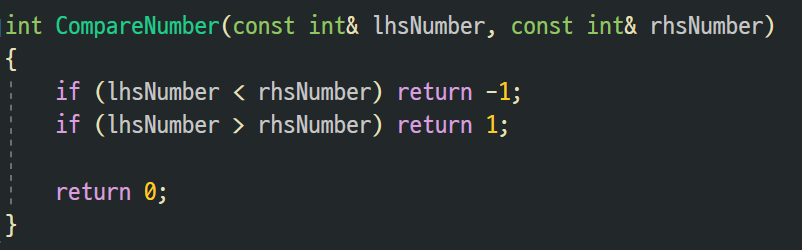 int CompareNumber(const int& lhsNumber, const int& rhsNumber)
{
    if (lhsNumber < rhsNumber) return -1;
    if (lhsNumber > rhsNumber) return 1;

    return 0;
}